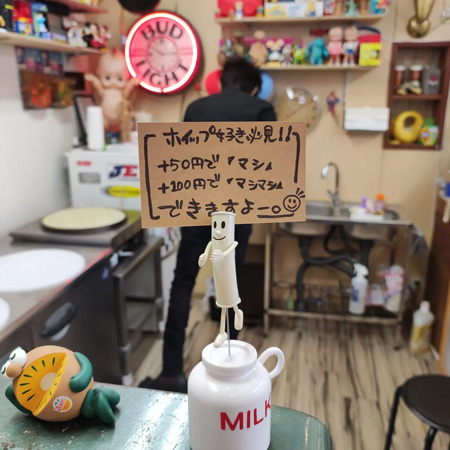 BUD
LIGHT
ホイップ好き必見!!
+50円で「マシ」
+100円で「マシマシ」
できますよー。
MILK